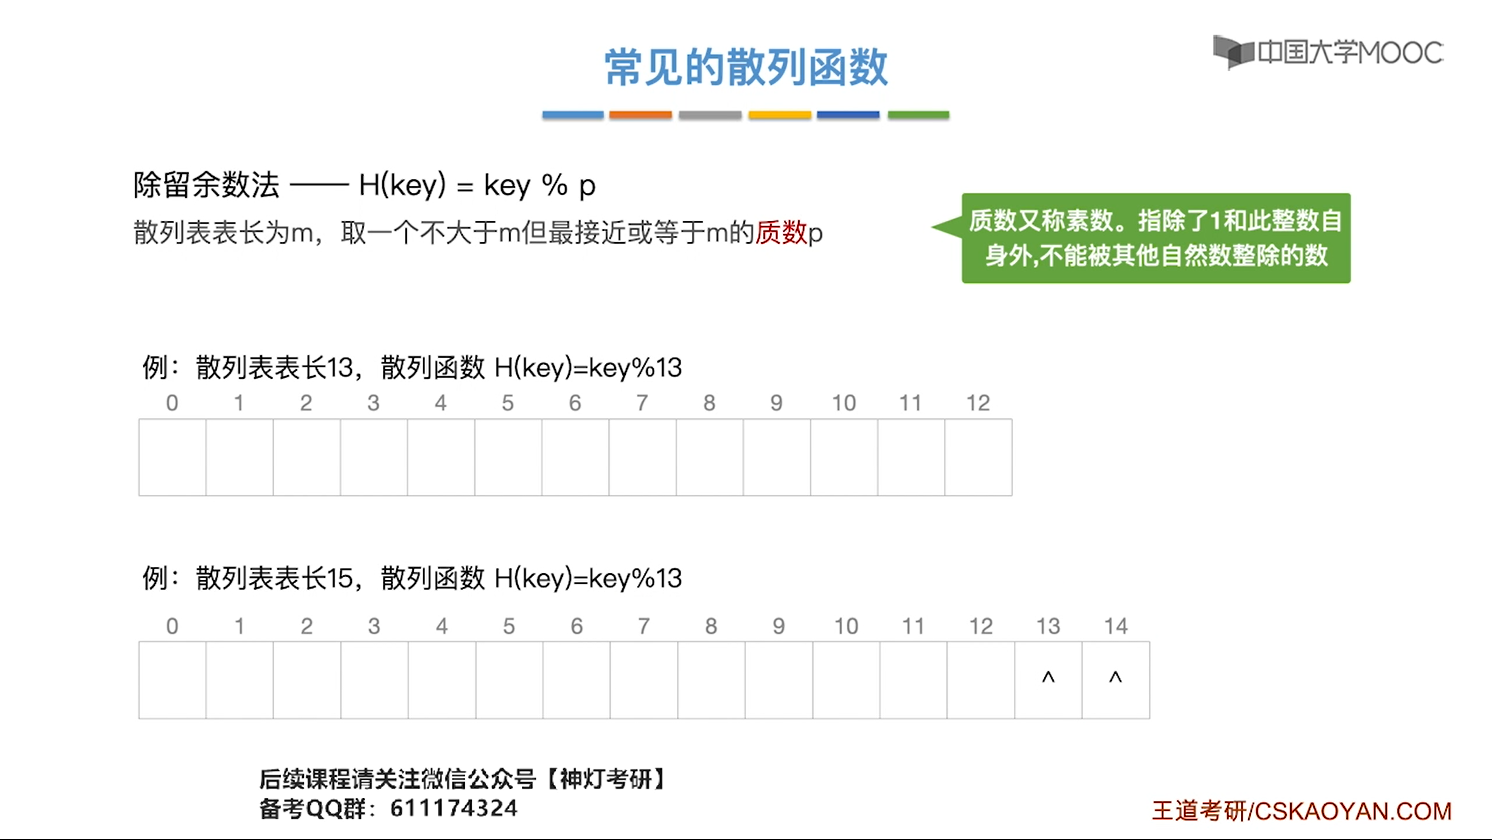 常见的散列函数
中国大学MOOC
除留余数法 —— H(key) = key % p
散列表表长为m，取一个不大于m但最接近或等于m的质数p
质数又称素数。指除了1和此整数自
身外,不能被其他自然数整除的数
例：散列表表长13，散列函数 H(key)=key%13
0 1 2 3 4 5 6 7 8 9 10 11 12
例：散列表表长15，散列函数 H(key)=key%13
0 1 2 3 4 5 6 7 8 9 10 11 12 13 14
^ ^
后续课程请关注微信公众号【神灯考研】
备考QQ群：611174324
王道考研/CSKAOYAN.COM